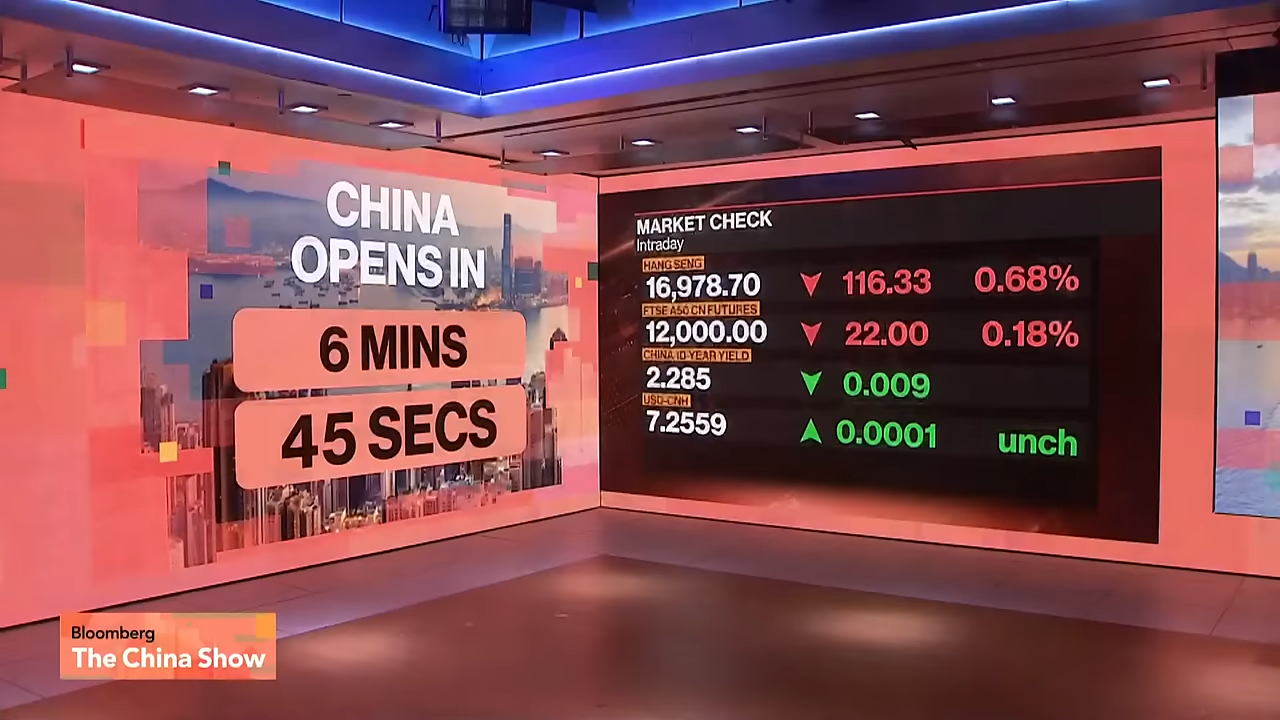 CHINA
OPENS IN
6 MINS
45 SECS
MARKET CHECK
Intraday
HANG SENG
16,978.70 116.33 0.68%
FTSE A50 CN FUTURES
12,000.00 22.00 0.18%
CHINA 10-YEAR YIELD
2.285 0.009
USD-CNH
7.2559 0.0001 unch
Bloomberg
The China Show